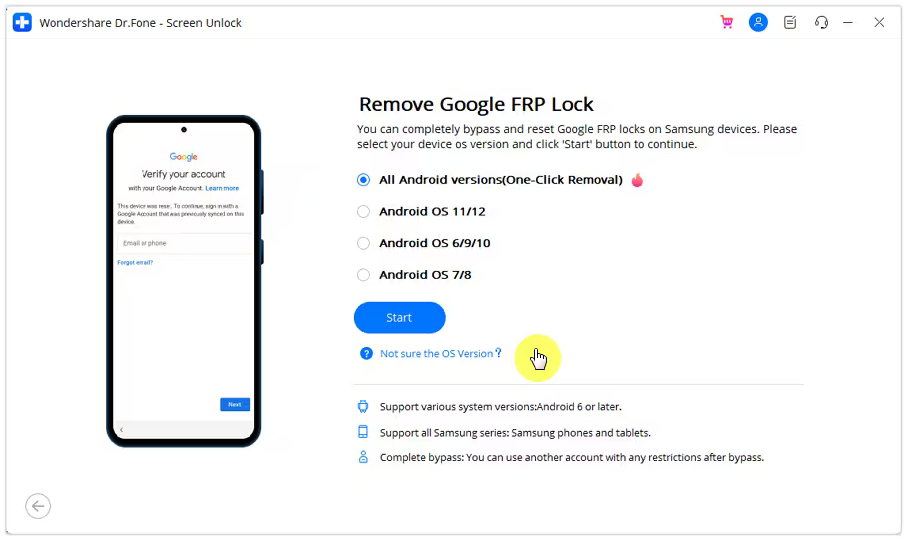 Wondershare Dr.Fone - Screen Unlock
Google
Verify your account
with your Google Account. Learn more
This device was reset. To continue, sign in with a
Google Account that was previously synced on this
device.
Email or phone
Forgot email?
Next
Remove Google FRP Lock
You can completely bypass and reset Google FRP locks on Samsung devices. Please
select your device os version and click 'Start' button to continue.
All Android versions(One-Click Removal)
Android OS 11/12
Android OS 6/9/10
Android OS 7/8
Start
? Not sure the OS Version?
Support various system versions:Android 6 or later.
Support all Samsung series: Samsung phones and tablets.
Complete bypass: You can use another account with any restrictions after bypass.